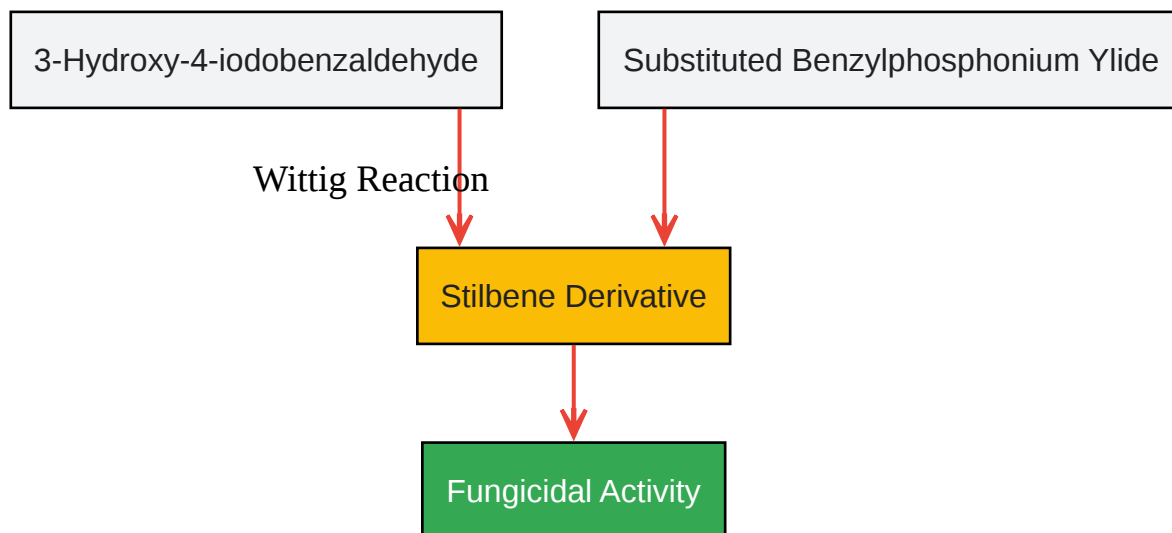 3-Hydroxy-4-iodobenzaldehyde
Substituted Benzylphosphonium Ylide
Wittig Reaction
Stilbene Derivative
Fungicidal Activity